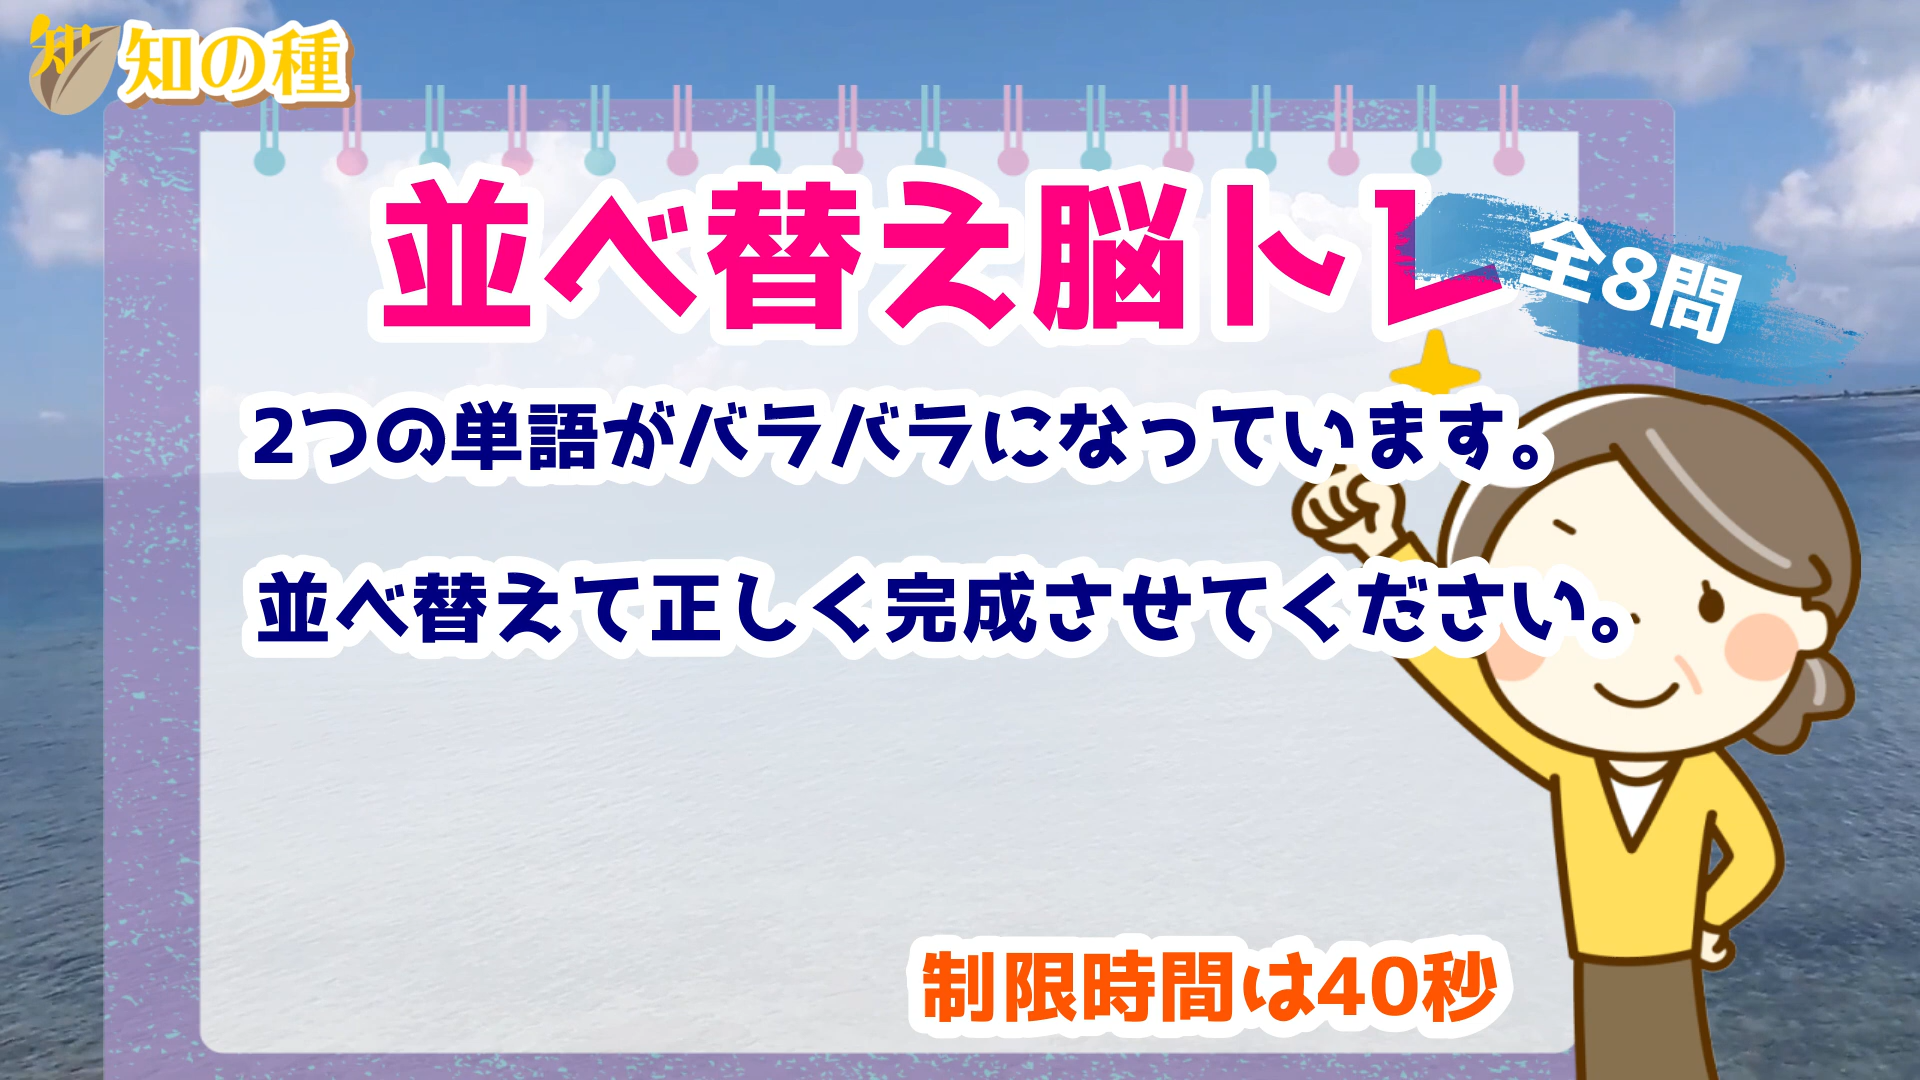 知 知の種
並べ替え脳トレ
全8問
2つの単語がバラバラになっています。
並べ替えて正しく完成させてください。
制限時間は40秒